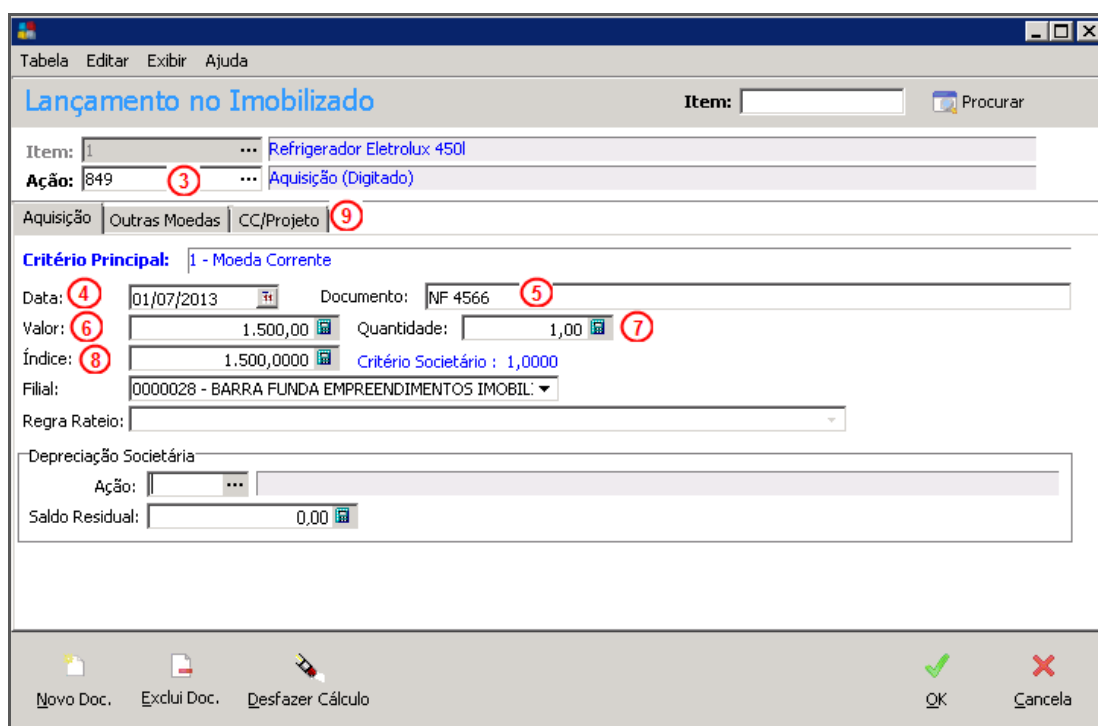 Tabela Editar Exibir Ajuda
Lançamento no Imobilizado Item: Procurar
Item: 1 ... Refrigerador Eletrolux 450l
Ação: 849 3 ... Aquisição (Digitado)
Aquisição Outras Moedas CC/Projeto 9
Critério Principal: 1 - Moeda Corrente
Data: 4 01/07/2013 Documento: NF 4566 5
Valor: 6 1.500,00 Quantidade: 1,00 7
Índice: 8 1.500,0000 Critério Societário : 1,0000
Filial: 0000028 - BARRA FUNDA EMPREENDIMENTOS IMOBIL:
Regra Rateio:
Depreciação Societária
Ação: ...
Saldo Residual: 0,00
Novo Doc. Exclui Doc. Desfazer Cálculo OK Cancela